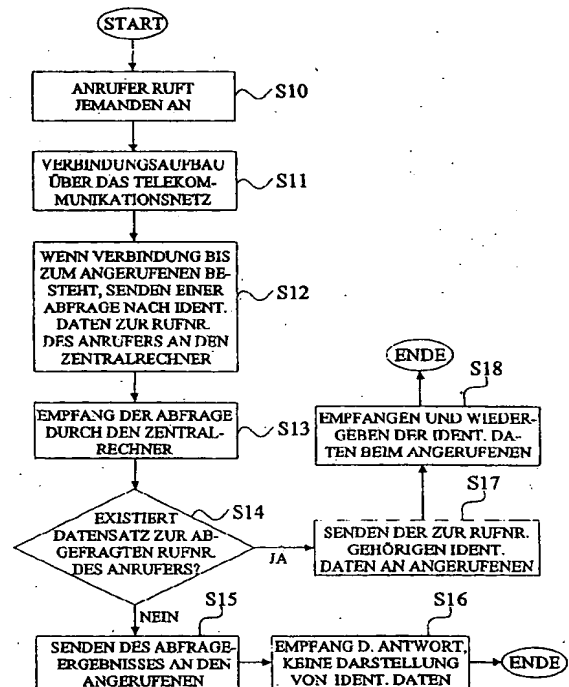 START
ANRUFER RUFT
JEMANDEN AN
S10
VERBINDUNGSAUFBAU
ÜBER DAS TELEKOM-
MUNIKATIONSNETZ
S11
WENN VERBINDUNG BIS
ZUM ANGERUFENEN BE-
STEHT, SENDEN EINER
ABFRAGE NACH IDENT.
DATEN ZUR RUFNR.
DES ANRUFERS AN DEN
ZENTRALRECHNER
S12
EMPFANG DER ABFRAGE
DURCH DEN ZENTRAL-
RECHNER
S13
EXISTIERT
DATENSATZ ZUR AB-
GEFRAGTEN RUFNR.
DES ANRUFERS?
S14
JA
SENDEN DER ZUR RUFNR.
GEHÖRIGEN IDENT.
DATEN AN ANGERUFENEN
S17
EMPFANGEN UND WIEDER-
GEBEN DER IDENT. DA-
TEN BEIM ANGERUFENEN
S18
ENDE
NEIN
S15
SENDEN DES ABFRAGE-
ERGEBNISSES AN DEN
ANGERUFENEN
S16
EMPFANG D. ANTWORT,
KEINE DARSTELLUNG
VON IDENT. DATEN
ENDE